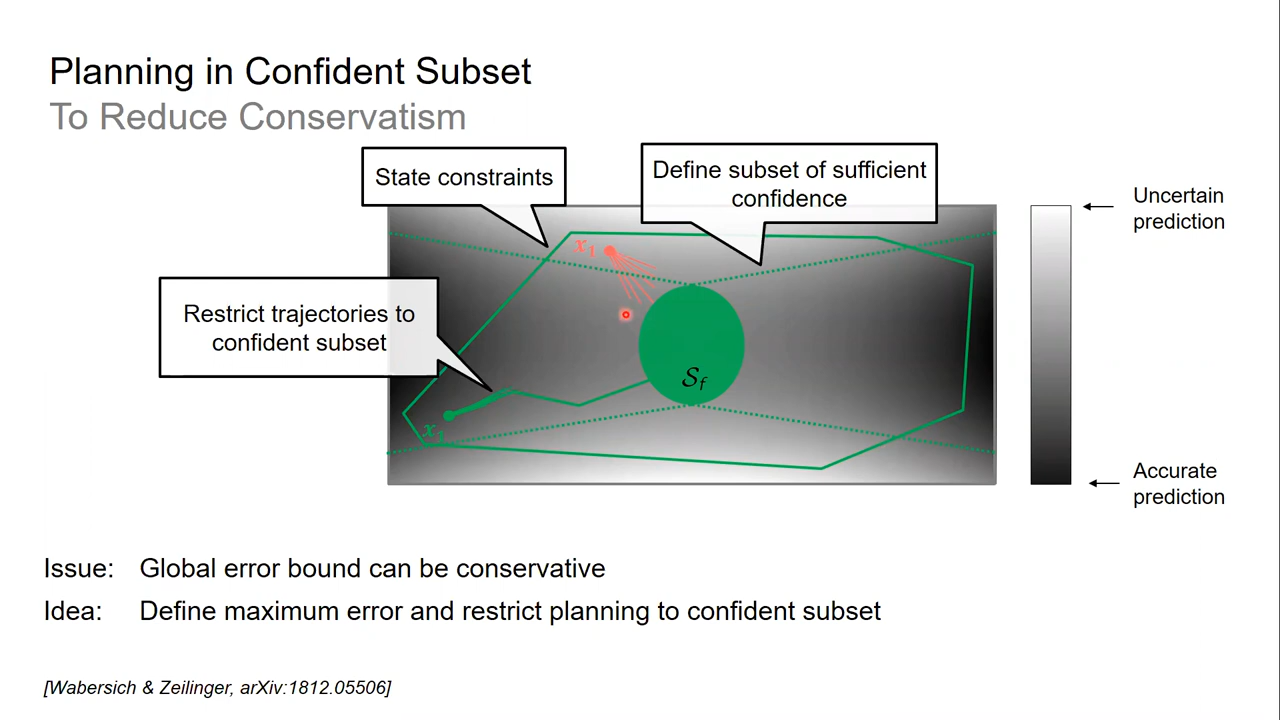 Planning in Confident Subset
To Reduce Conservatism
State constraints
Define subset of sufficient
confidence
Uncertain
prediction
x₁
Restrict trajectories to
confident subset
𝒮f
x₁
Accurate
prediction
Issue: Global error bound can be conservative
Idea: Define maximum error and restrict planning to confident subset
[Wabersich & Zeilinger, arXiv:1812.05506]